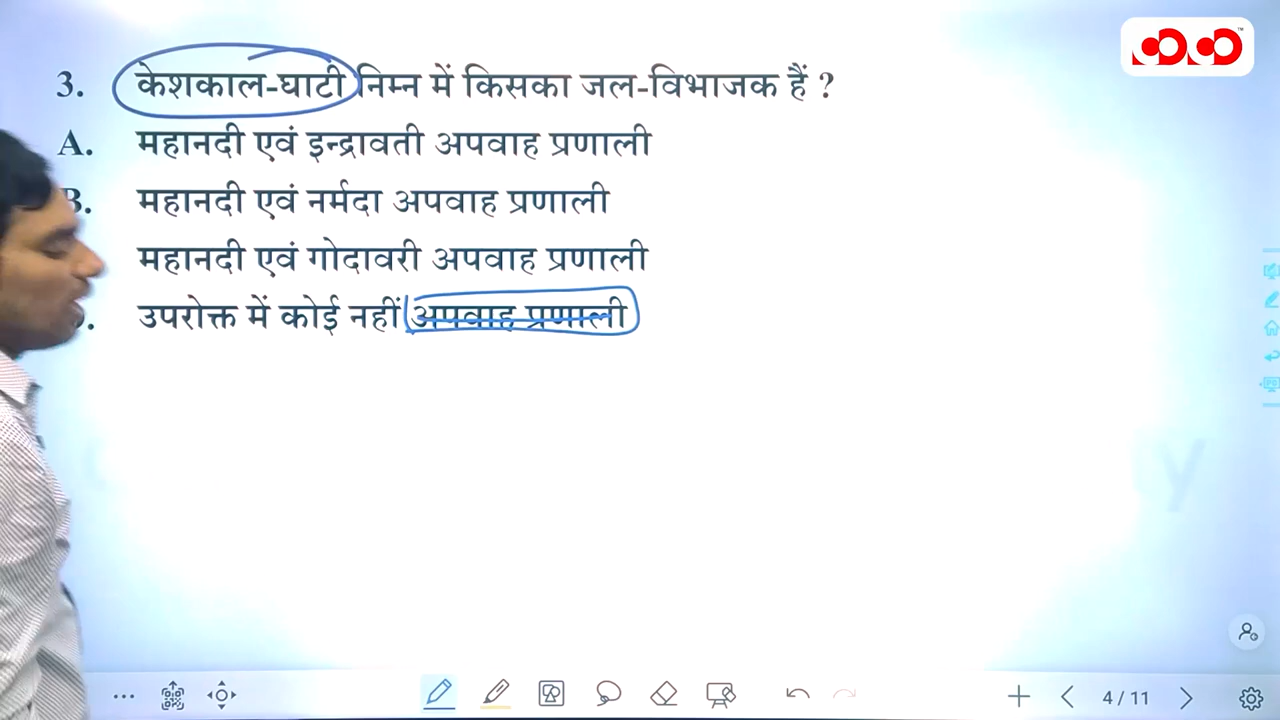 3. केशकाल-घाटी निम्न में किसका जल-विभाजक हैं ?
A. महानदी एवं इन्द्रावती अपवाह प्रणाली
B. महानदी एवं नर्मदा अपवाह प्रणाली
महानदी एवं गोदावरी अपवाह प्रणाली
उपरोक्त में कोई नहीं अपवाह प्रणाली
y
4/11